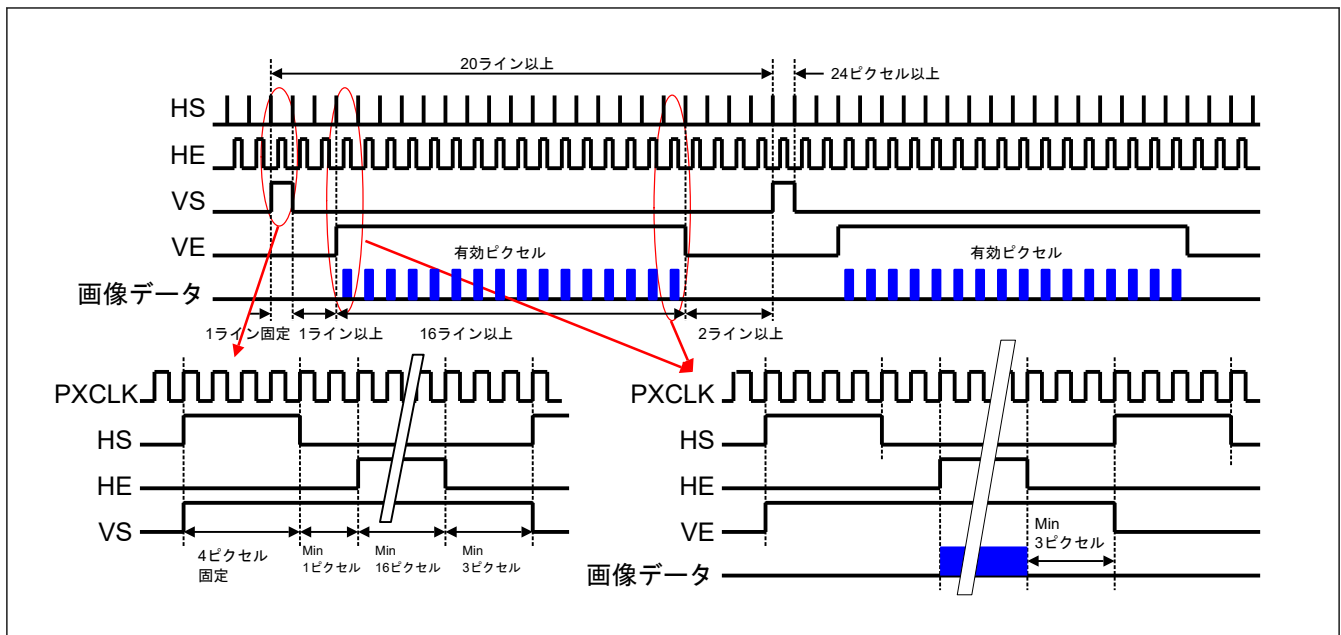 20ライン以上
24ピクセル以上
HS
HE
VS
VE
有効ピクセル
有効ピクセル
画像データ
1ライン固定
1ライン以上
16ライン以上
2ライン以上
PXCLK
HS
HE
VS
4ピクセル
固定
Min
1ピクセル
Min
16ピクセル
Min
3ピクセル
PXCLK
HS
HE
VE
Min
3ピクセル
画像データ